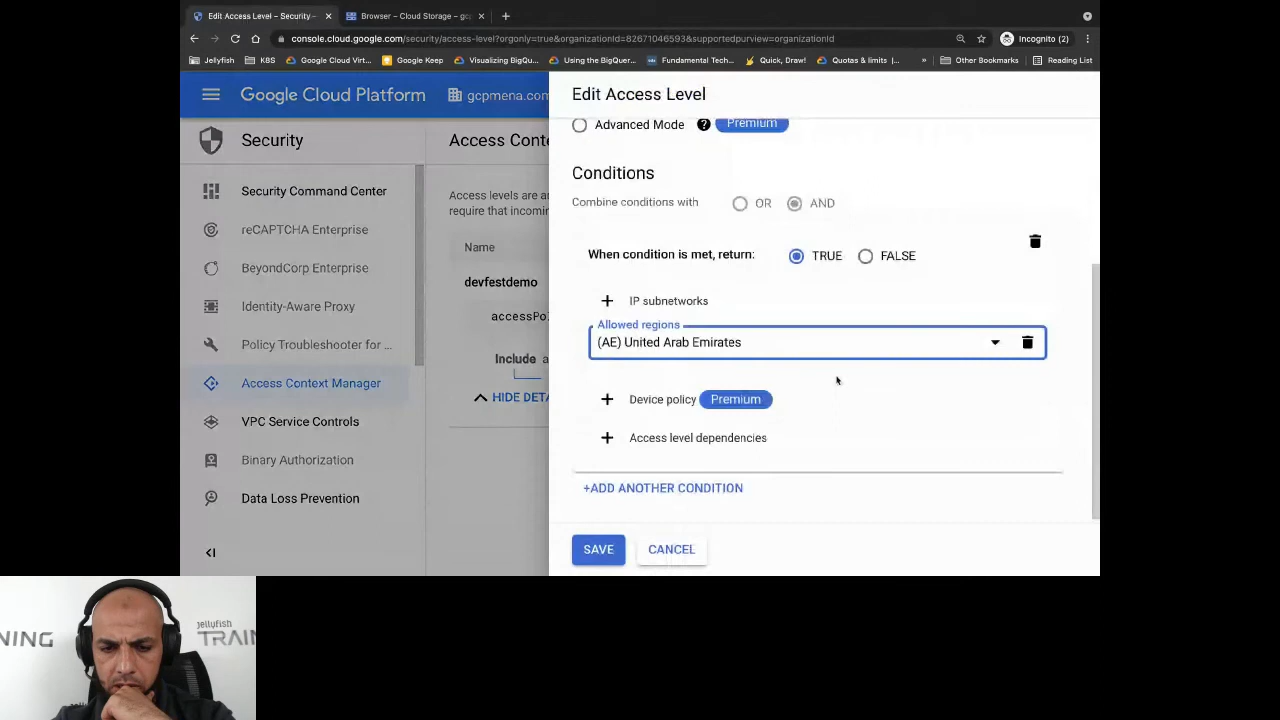 Edit Access Level – Security –
Browser – Cloud Storage – gc
console.cloud.google.com/security/access-level?orgonly=true&organizationId=82671046593&supportedpurview=organizationId
Incognito (2)
Jellyfish
K8S
Google Cloud Virt...
Google Keep
Visualizing BigQu...
Using the BigQuer...
Fundamental Tech...
Quick, Draw!
Quotas & limits |...
»
Other Bookmarks
Reading List
Google Cloud Platform
gcpmena.com
Security
Security Command Center
reCAPTCHA Enterprise
BeyondCorp Enterprise
Identity-Aware Proxy
Policy Troubleshooter for ...
Access Context Manager
VPC Service Controls
Binary Authorization
Data Loss Prevention
Access Conte
Access levels are a
require that incomin
Name
devfestdemo
accessPo
Include a
HIDE DETA
Edit Access Level
Advanced Mode
Premium
Conditions
Combine conditions with
OR
AND
When condition is met, return:
TRUE
FALSE
+ IP subnetworks
Allowed regions
(AE) United Arab Emirates
+ Device policy
Premium
+ Access level dependencies
+ADD ANOTHER CONDITION
SAVE
CANCEL
NING
jellyfish
TRAI